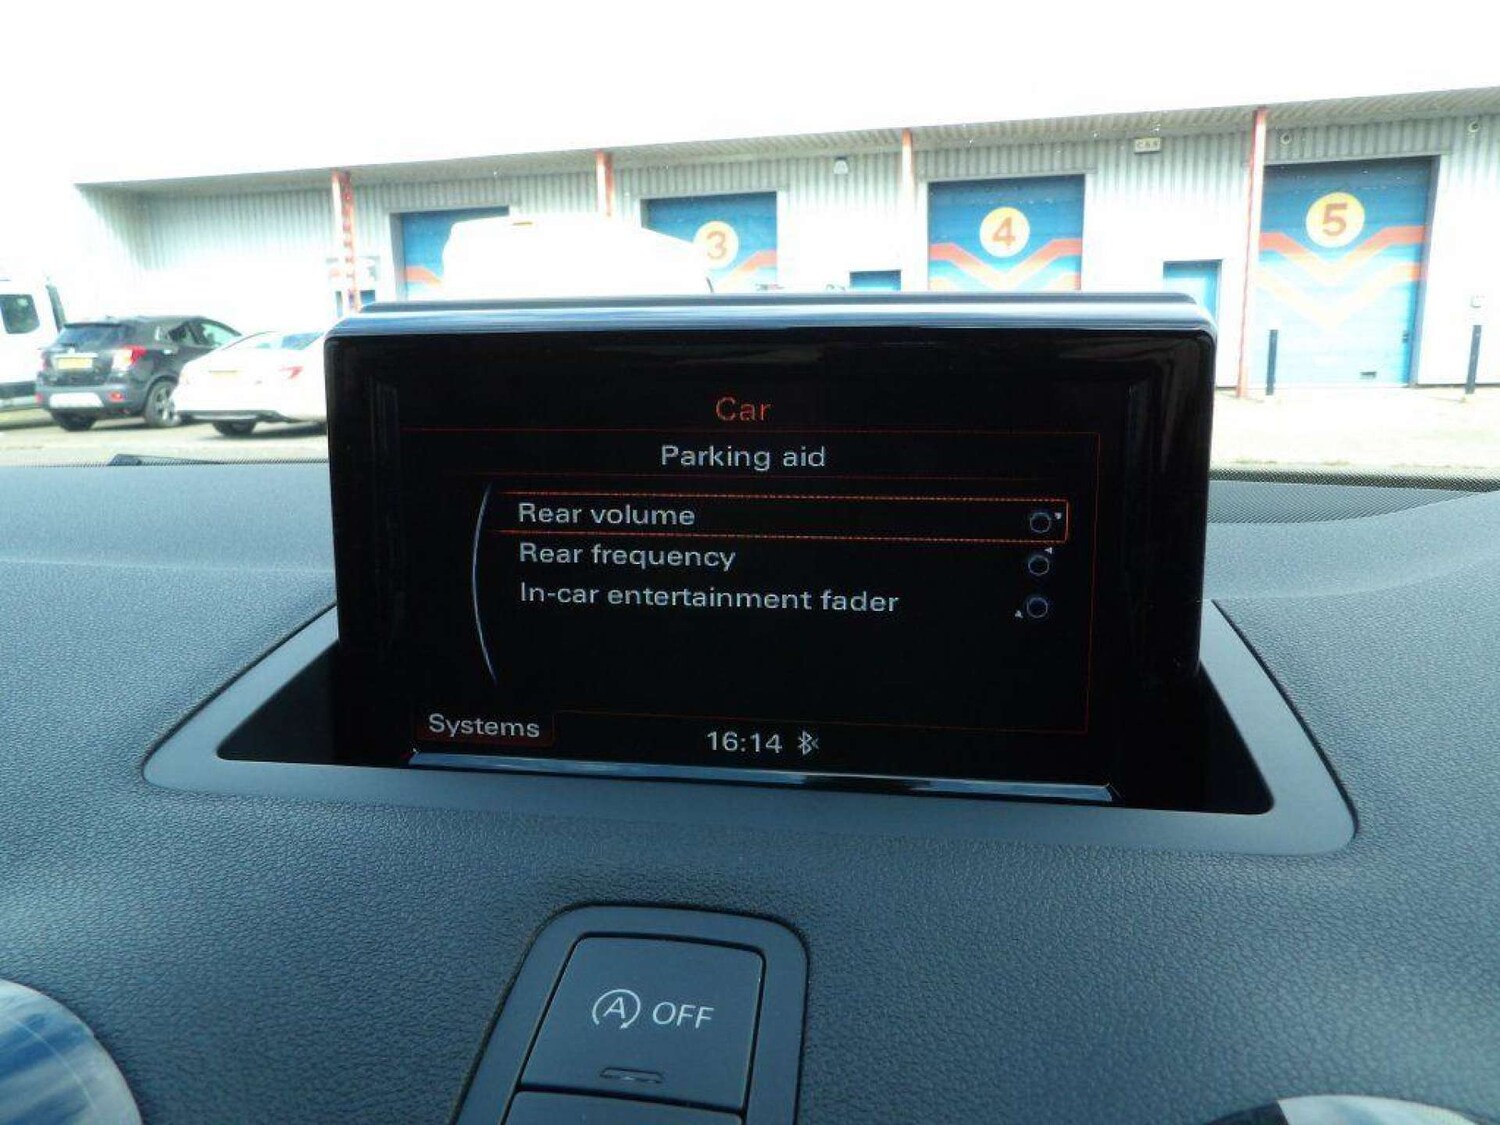 3
4
5
Car
Parking aid
Rear volume
Rear frequency
In-car entertainment fader
Systems
16:14
A OFF